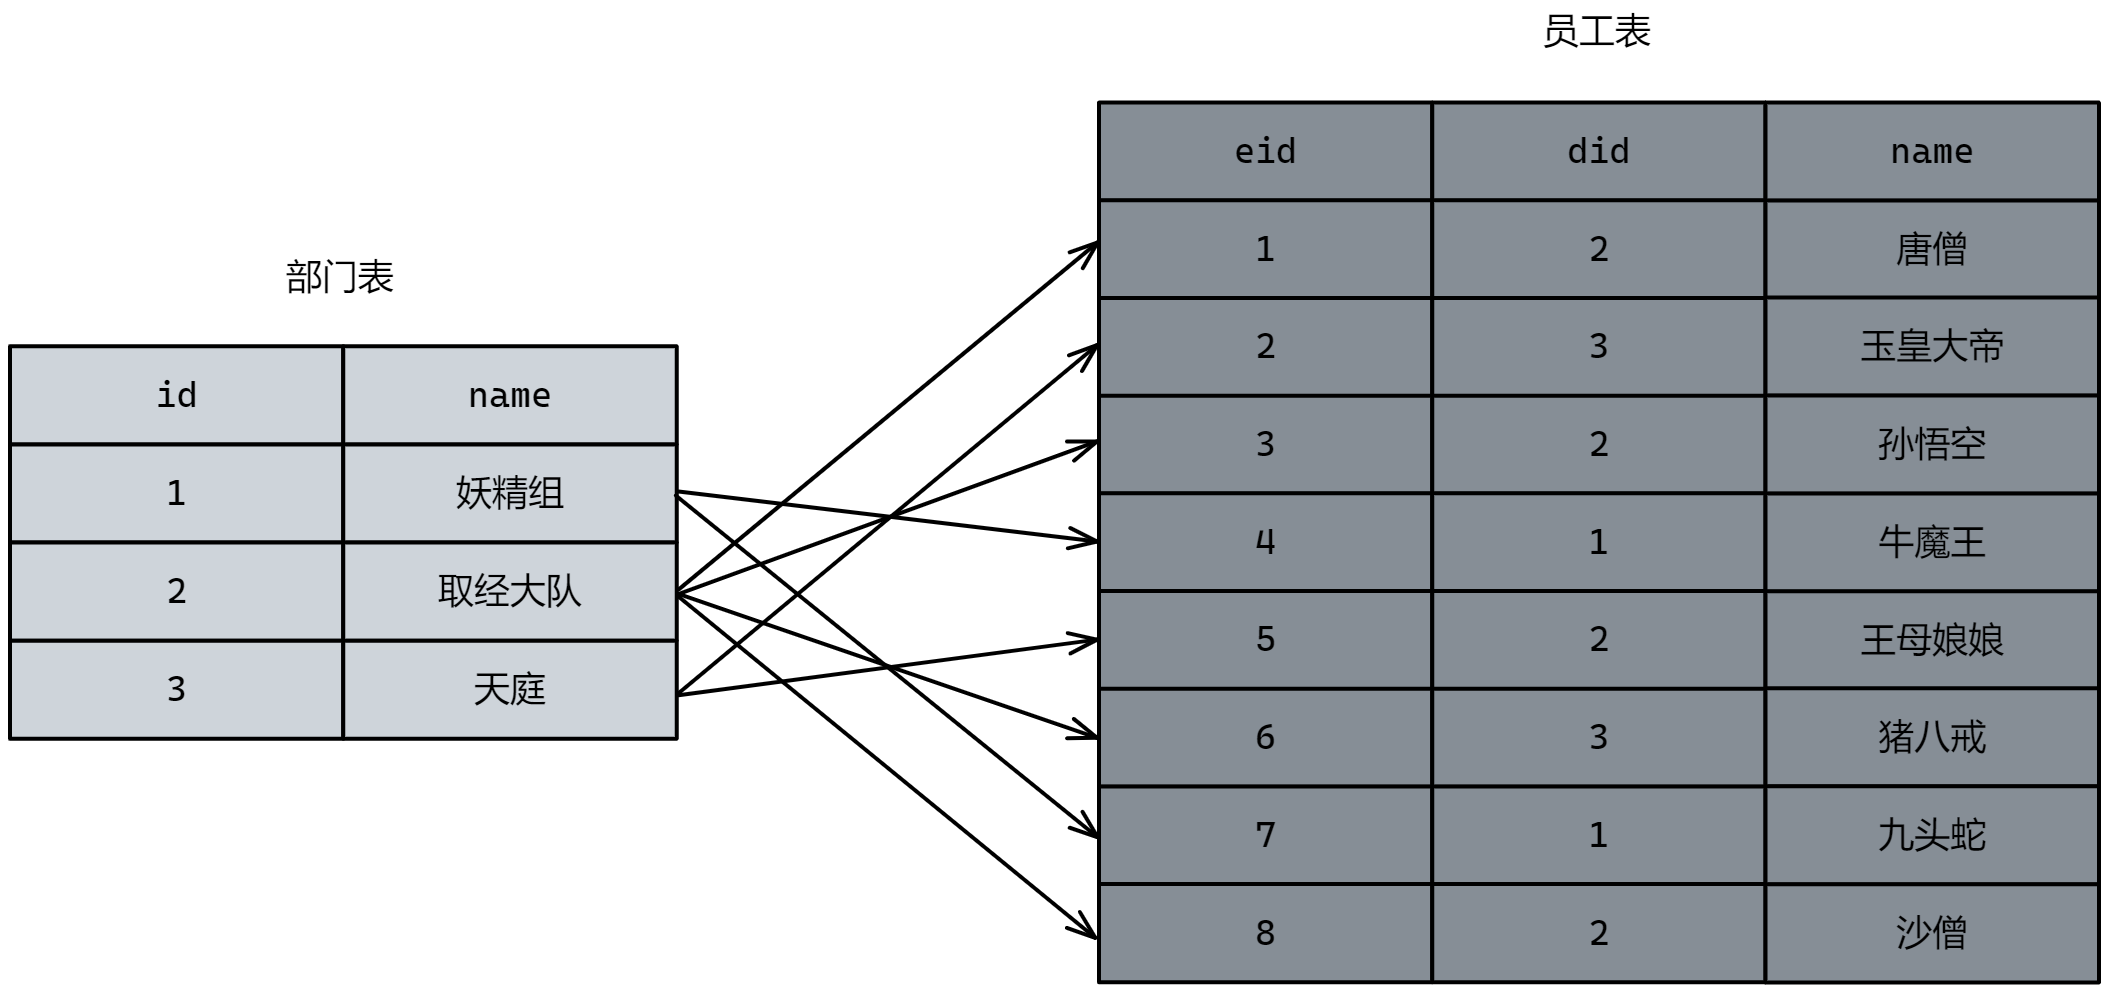 员工表
eid did name
1 2 唐僧
2 3 玉皇大帝
3 2 孙悟空
4 1 牛魔王
5 2 王母娘娘
6 3 猪八戒
7 1 九头蛇
8 2 沙僧
部门表
id name
1 妖精组
2 取经大队
3 天庭